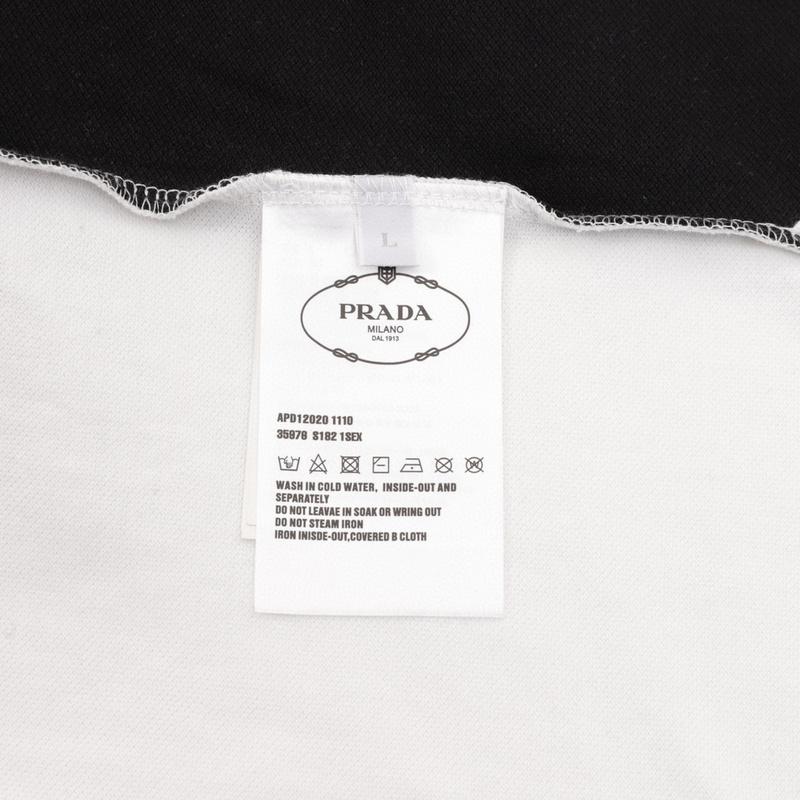 L
PRADA
MILANO
DAL 1913
APD12020 1110
35976 S182 1SEX
WASH IN COLD WATER, INSIDE-OUT AND
SEPARATELY
DO NOT LEAVAE IN SOAK OR WRING OUT
DO NOT STEAM IRON
IRON INISDE-OUT,COVERED B CLOTH